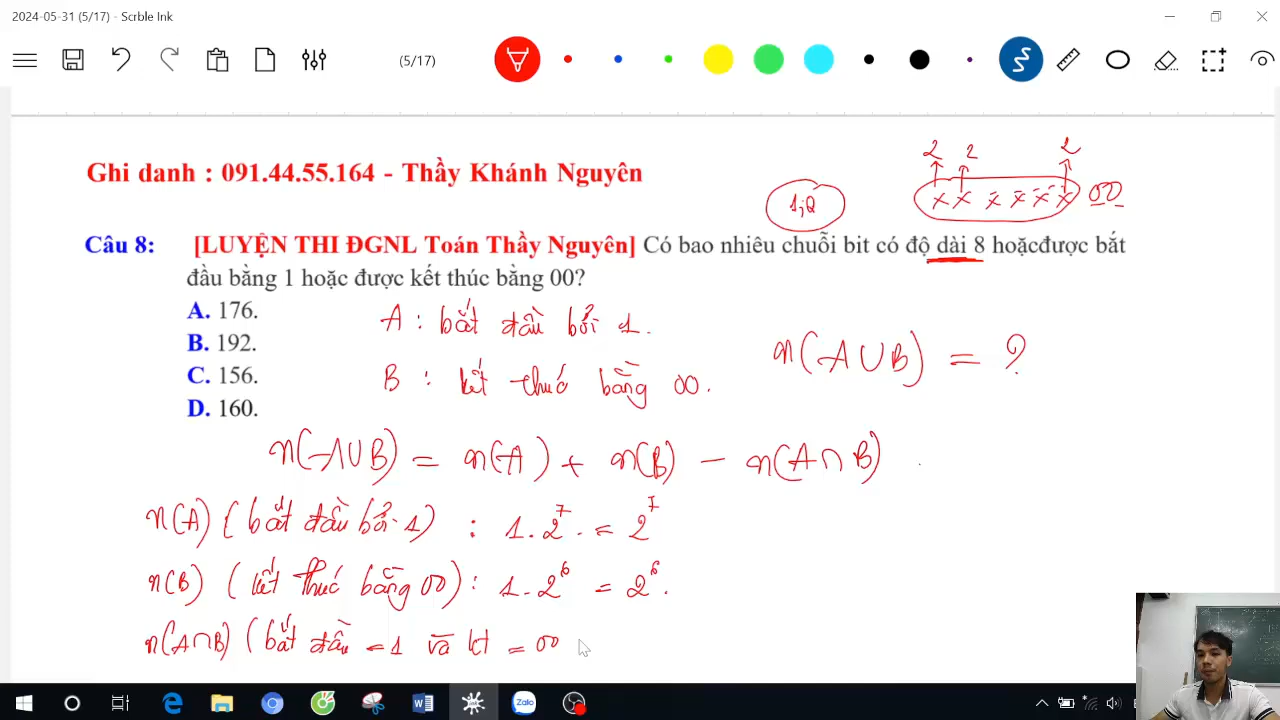 2024-05-31 (5/17) - Scrble Ink
(5/17)
Ghi danh : 091.44.55.164 - Thầy Khánh Nguyên
1;0
2 2 2
x x x x x x 00
Câu 8: [LUYỆN THI ĐGNL Toán Thầy Nguyên] Có bao nhiêu chuỗi bit có độ dài 8 hoặcđược bắt
đầu bằng 1 hoặc được kết thúc bằng 00?
A. 176.
B. 192.
C. 156.
D. 160.
A : bắt đầu bởi 1.
B : kết thúc bằng 00.
n(A∪B) = ?
n(A∪B) = n(A) + n(B) - n(A∩B)
n(A) (bắt đầu bởi 1) : 1.2⁷ = 2⁷
n(B) (kết thúc bằng 00) : 1.2⁶ = 2⁶.
n(A∩B) (bắt đầu = 1 và kt = 00
Zalo